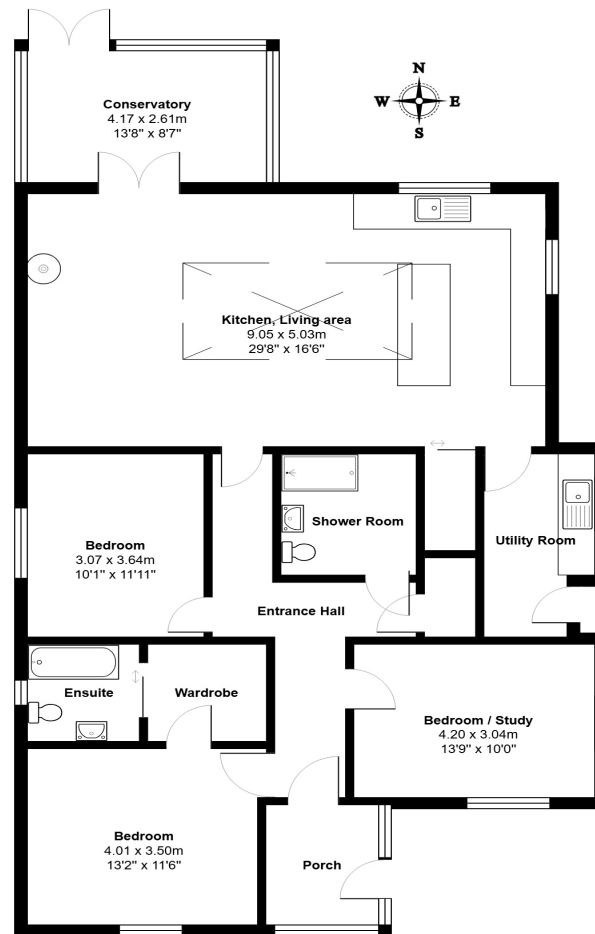 N
W E
S
Conservatory
4.17 x 2.61m
13'8" x 8'7"
Kitchen, Living area
9.05 x 5.03m
29'8" x 16'6"
Bedroom
3.07 x 3.64m
10'1" x 11'11"
Shower Room
Utility Room
Entrance Hall
Ensuite
Wardrobe
Bedroom / Study
4.20 x 3.04m
13'9" x 10'0"
Bedroom
4.01 x 3.50m
13'2" x 11'6"
Porch